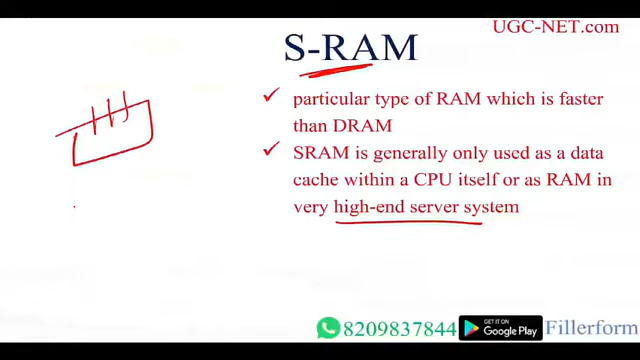 UGC-NET.com
S-RAM
✓ particular type of RAM which is faster
than DRAM
✓ SRAM is generally only used as a data
cache within a CPU itself or as RAM in
very high-end server system
8209837844 GET IT ON Google Play Fillerform